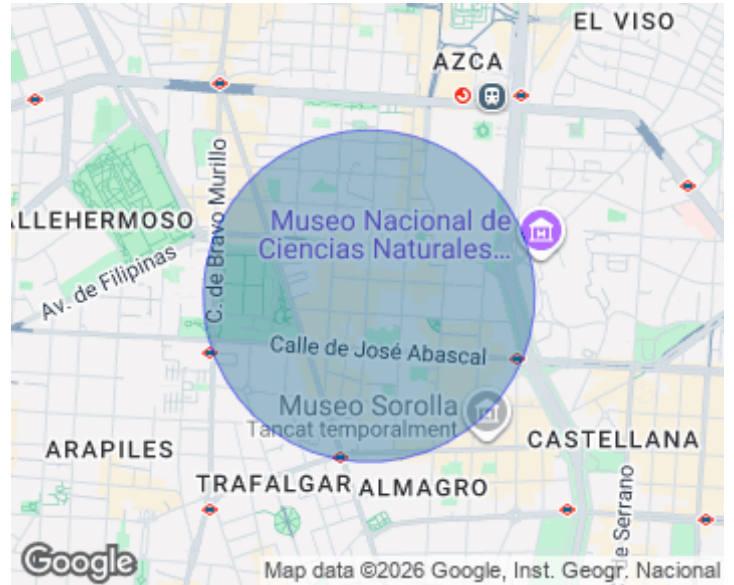 EL VISO
AZCA
C. de Bravo Murillo
ALLEHERMOSO
Museo Nacional de
Ciencias Naturales...
Av. de Filipinas
Calle de José Abascal
Museo Sorolla
Tancat temporalment
ARAPILES
CASTELLANA
TRAFALGAR
ALMAGRO
e Serrano
Google
Map data ©2026 Google, Inst. Geogr. Nacional